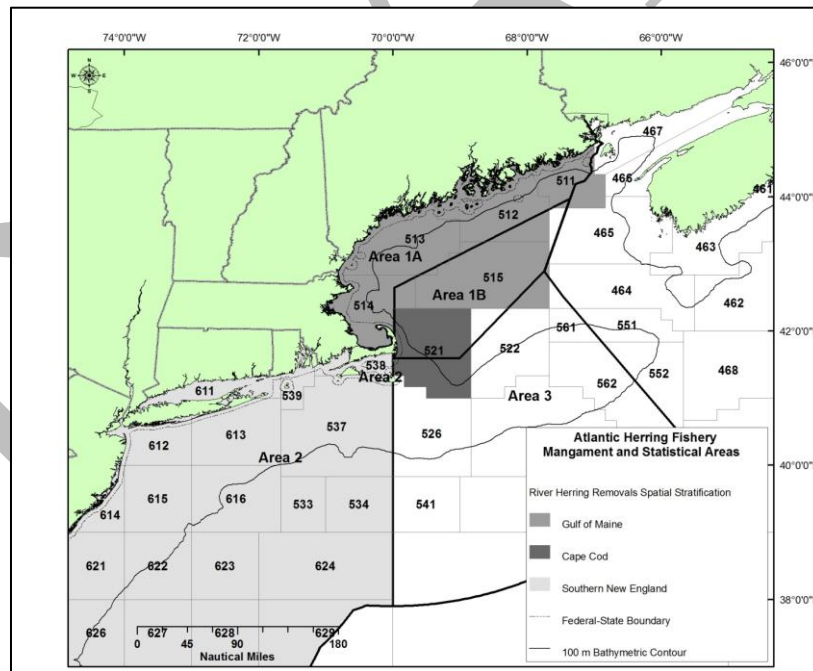 74°0'0"W 72°0'0"W 70°0'0"W 68°0'0"W 66°0'0"W
46°0'0"N
N
W E
S
467
466
511
461
44°0'0"N
512
465
513
463
Area 1A
515
464
Area 1B
514
462
42°0'0"N
521 522 561 551
538
552
468
611 539 Area 2
562
Area 3
537 526
612 613
Area 2
Atlantic Herring Fishery
Mangament and Statistical Areas
40°0'0"N
River Herring Removals Spatial Stratification
615 616 533 534 541
614
Gulf of Maine
Cape Cod
621 622 623 624
Southern New England
38°0'0"N
Federal-State Boundary
626 627 628 629
100 m Bathymetric Contour
0 45 90 180
Nautical Miles